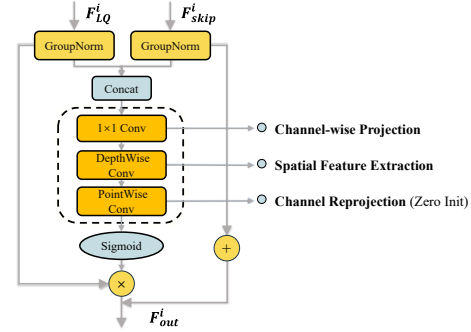 F^i_LQ F^i_skip
GroupNorm GroupNorm
Concat
1×1 Conv Channel-wise Projection
DepthWise
Conv
Spatial Feature Extraction
PointWise
Conv
Channel Reprojection (Zero Init)
Sigmoid
+
×
F^i_out